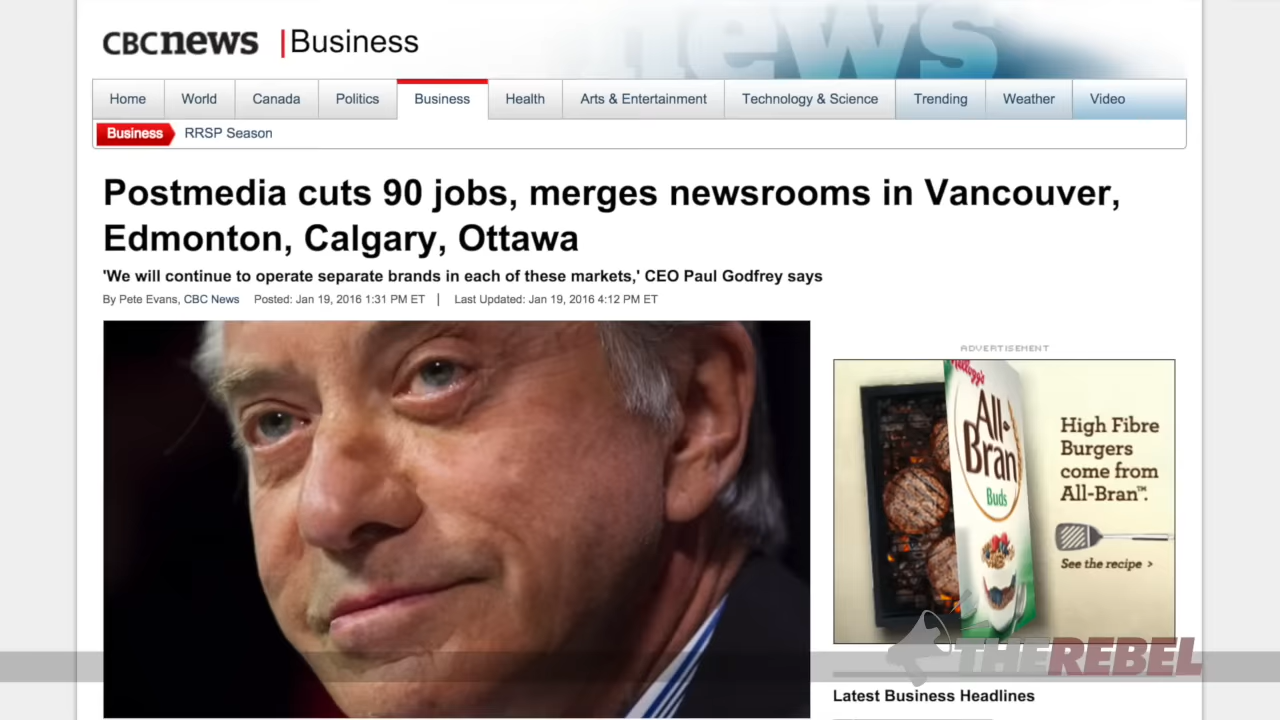 news
CBCnews | Business
Home World Canada Politics Business Health Arts & Entertainment Technology & Science Trending Weather Video
Business RRSP Season
Postmedia cuts 90 jobs, merges newsrooms in Vancouver,
Edmonton, Calgary, Ottawa
'We will continue to operate separate brands in each of these markets,' CEO Paul Godfrey says
By Pete Evans, CBC News Posted: Jan 19, 2016 1:31 PM ET | Last Updated: Jan 19, 2016 4:12 PM ET
ADVERTISEMENT
Kellogg's
All-
Bran
Buds
High Fibre
Burgers
come from
All-Bran™.
See the recipe >
THEREBEL
Latest Business Headlines